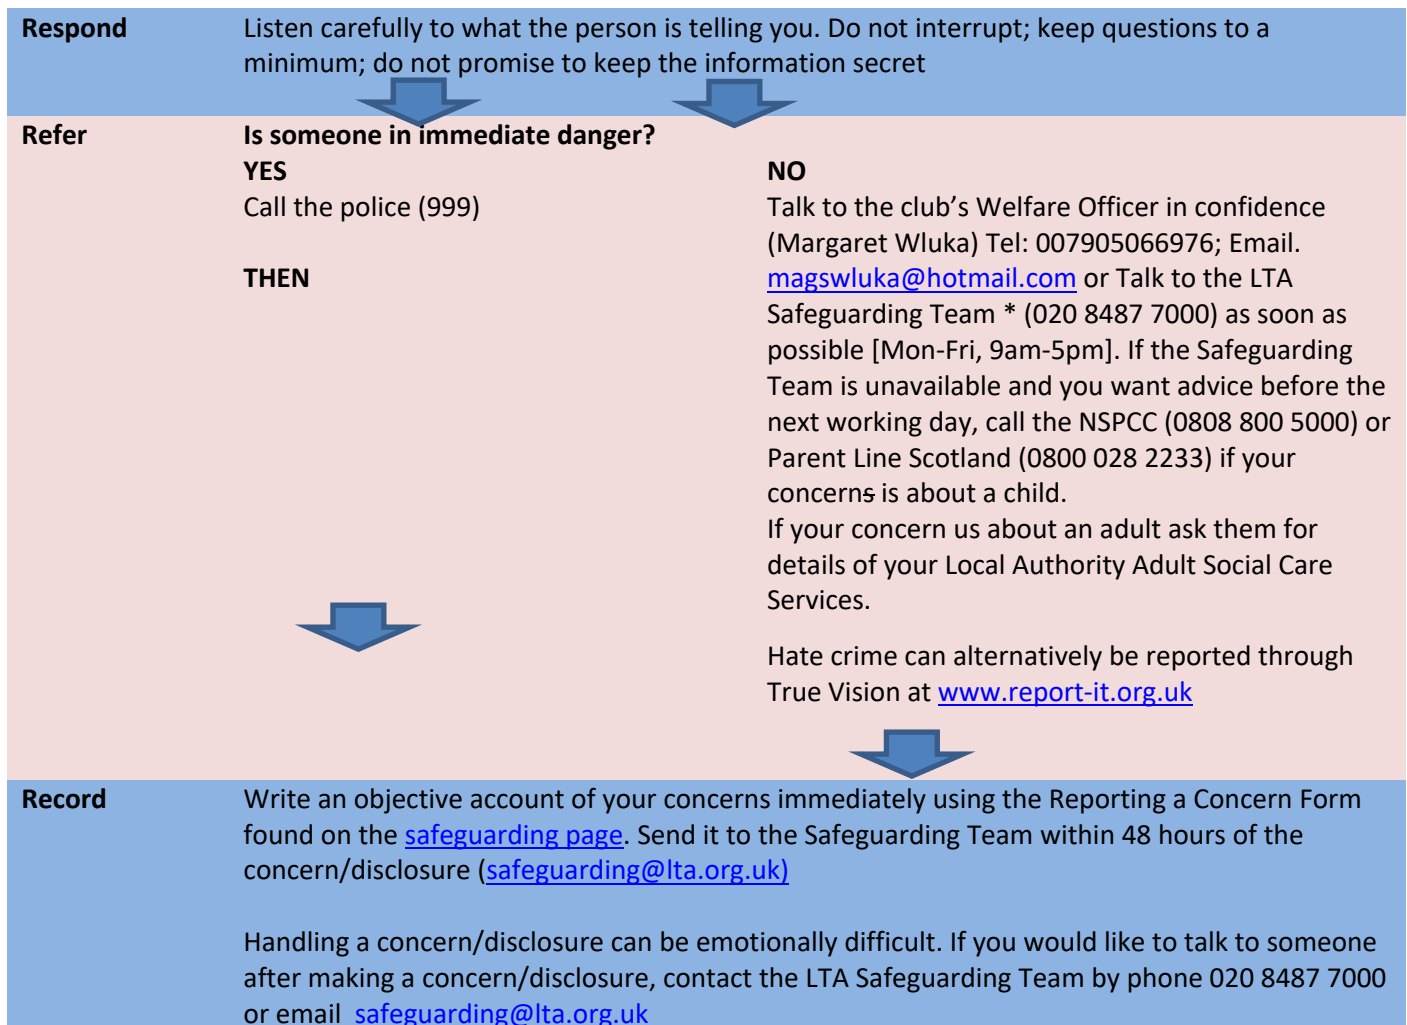 Respond
Listen carefully to what the person is telling you. Do not interrupt; keep questions to a
minimum; do not promise to keep the information secret
Refer
Is someone in immediate danger?
YES
Call the police (999)
THEN
NO
Talk to the club’s Welfare Officer in confidence
(Margaret Wluka) Tel: 007905066976; Email.
magswluka@hotmail.com or Talk to the LTA
Safeguarding Team * (020 8487 7000) as soon as
possible [Mon-Fri, 9am-5pm]. If the Safeguarding
Team is unavailable and you want advice before the
next working day, call the NSPCC (0808 800 5000) or
Parent Line Scotland (0800 028 2233) if your
concerns is about a child.
If your concern us about an adult ask them for
details of your Local Authority Adult Social Care
Services.
Hate crime can alternatively be reported through
True Vision at www.report-it.org.uk
Record
Write an objective account of your concerns immediately using the Reporting a Concern Form
found on the safeguarding page. Send it to the Safeguarding Team within 48 hours of the
concern/disclosure (safeguarding@lta.org.uk)
Handling a concern/disclosure can be emotionally difficult. If you would like to talk to someone
after making a concern/disclosure, contact the LTA Safeguarding Team by phone 020 8487 7000
or email safeguarding@lta.org.uk